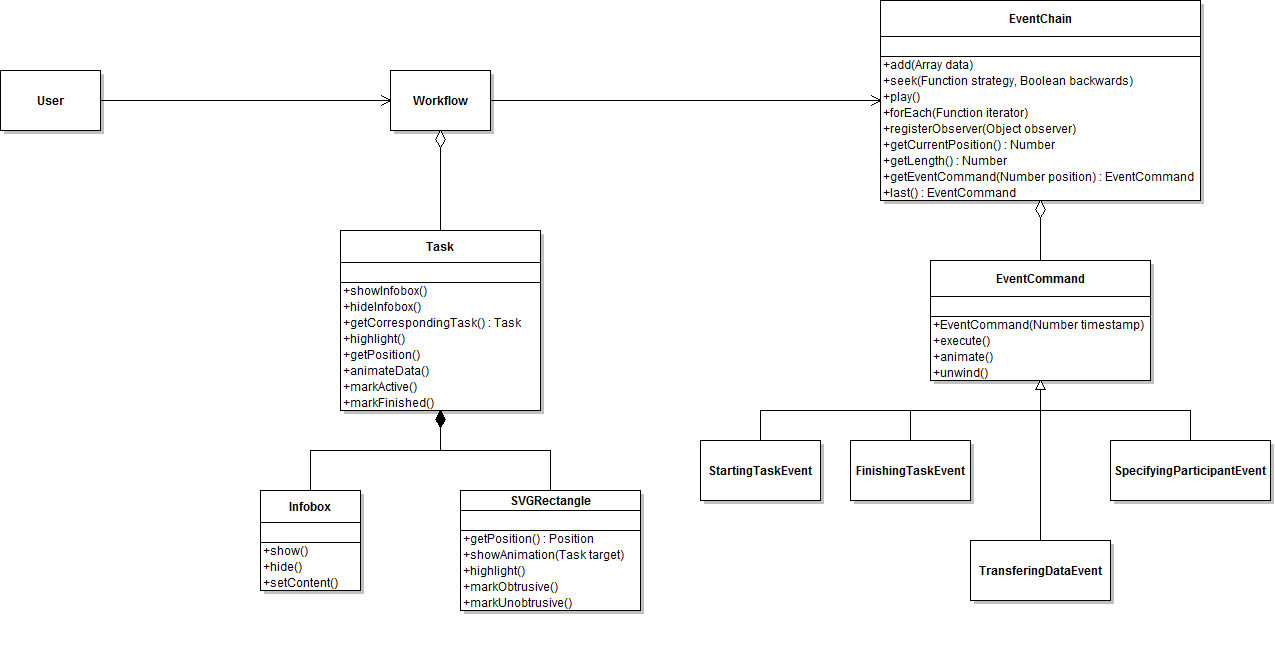 EventChain
+add(Array data)
+seek(Function strategy, Boolean backwards)
+play()
+forEach(Function iterator)
+registerObserver(Object observer)
+getCurrentPosition() : Number
+getLength() : Number
+getEventCommand(Number position) : EventCommand
+last() : EventCommand
User
Workflow
Task
+showInfobox()
+hideInfobox()
+getCorrespondingTask() : Task
+highlight()
+getPosition()
+animateData()
+markActive()
+markFinished()
EventCommand
+EventCommand(Number timestamp)
+execute()
+animate()
+unwind()
StartingTaskEvent
FinishingTaskEvent
SpecifyingParticipantEvent
TransferingDataEvent
Infobox
+show()
+hide()
+setContent()
SVGRectangle
+getPosition() : Position
+showAnimation(Task target)
+highlight()
+markObtrusive()
+markUnobtrusive()